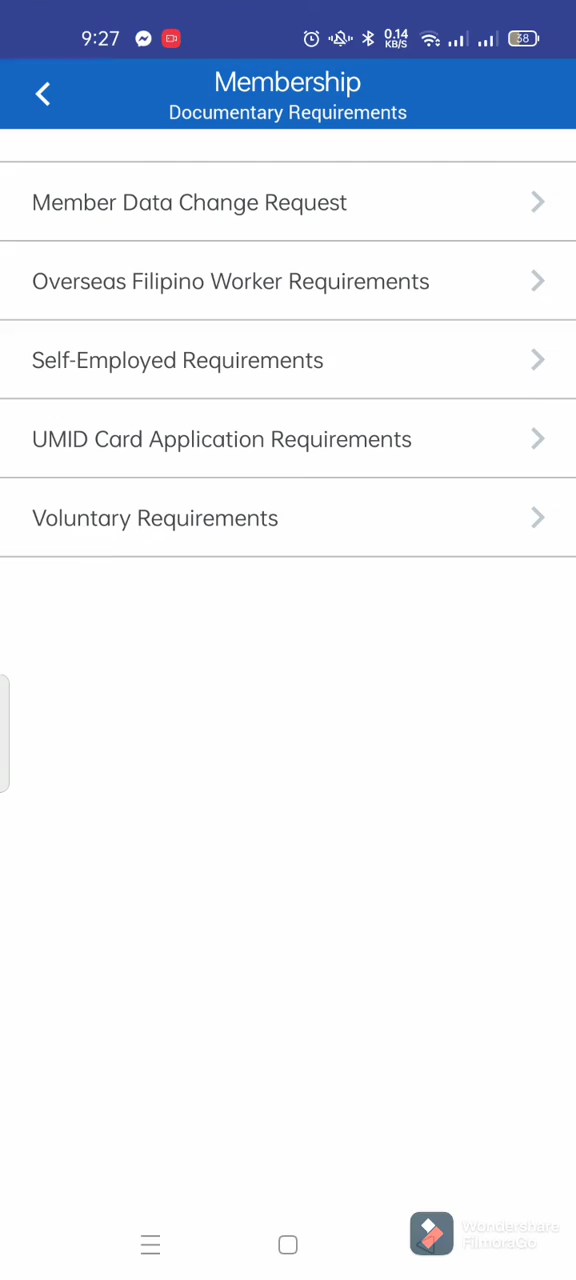 9:27
0.14
KB/S
38
Membership
Documentary Requirements
Member Data Change Request
Overseas Filipino Worker Requirements
Self-Employed Requirements
UMID Card Application Requirements
Voluntary Requirements
Wondershare
FilmoraGo